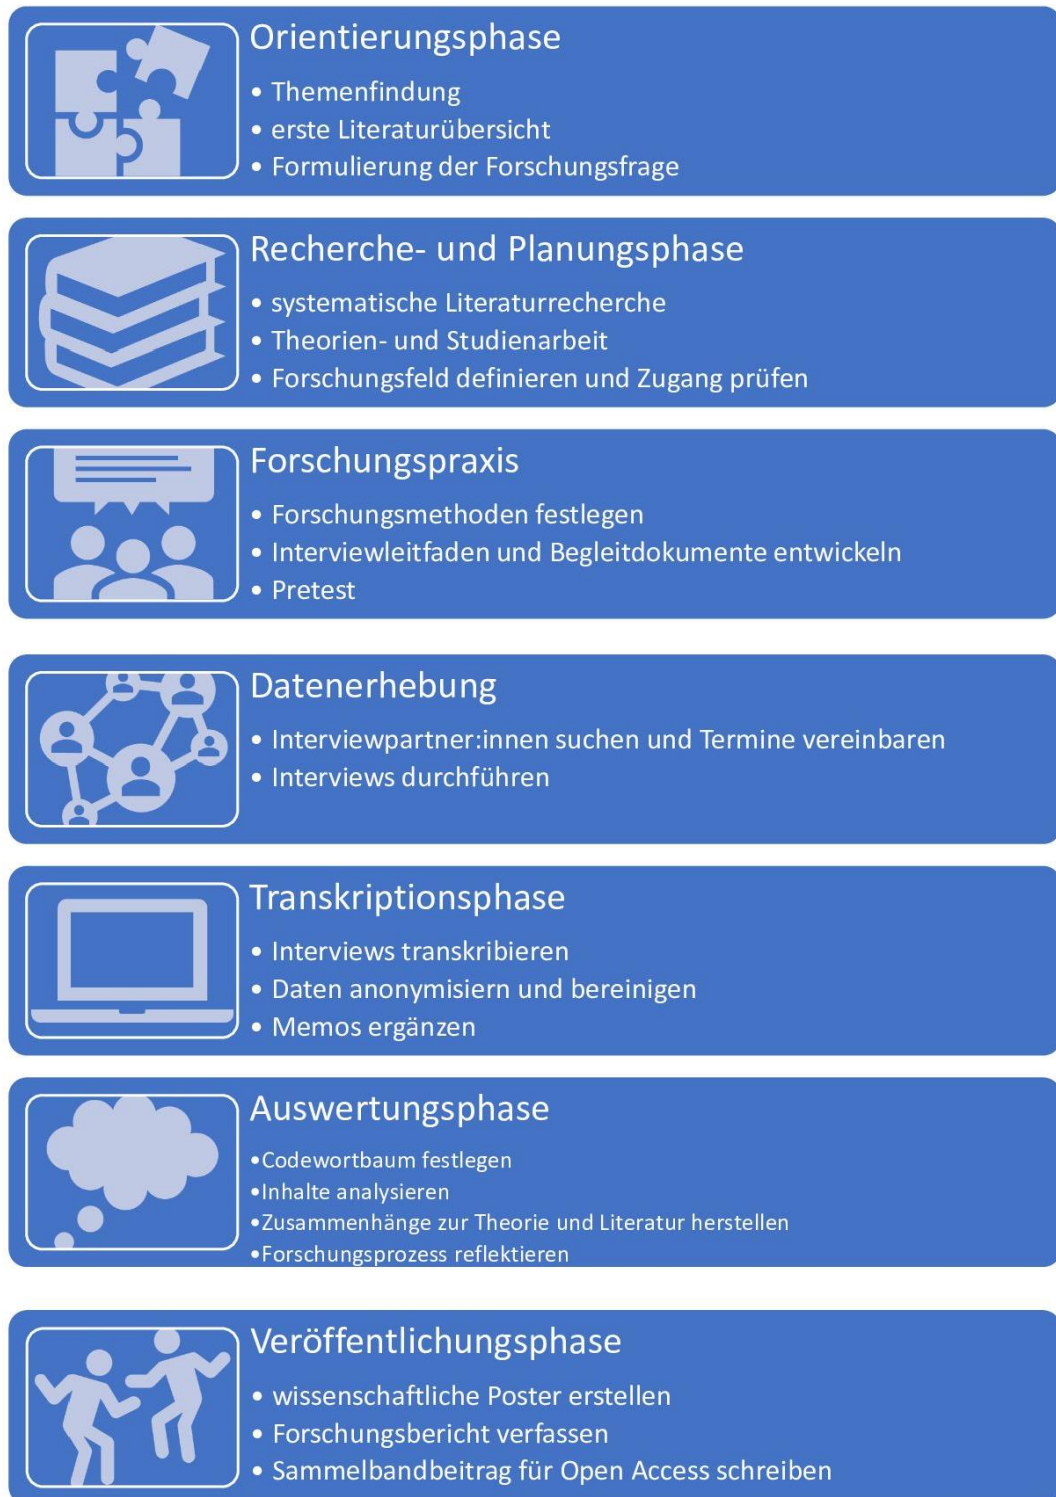 Orientierungsphase
• Themenfindung
• erste Literaturübersicht
• Formulierung der Forschungsfrage
Recherche- und Planungsphase
• systematische Literaturrecherche
• Theorien- und Studienarbeit
• Forschungsfeld definieren und Zugang prüfen
Forschungspraxis
• Forschungsmethoden festlegen
• Interviewleitfaden und Begleitdokumente entwickeln
• Pretest
Datenerhebung
• Interviewpartner:innen suchen und Termine vereinbaren
• Interviews durchführen
Transkriptionsphase
• Interviews transkribieren
• Daten anonymisiern und bereinigen
• Memos ergänzen
Auswertungsphase
•Codewortbaum festlegen
•Inhalte analysieren
•Zusammenhänge zur Theorie und Literatur herstellen
•Forschungsprozess reflektieren
Veröffentlichungsphase
• wissenschaftliche Poster erstellen
• Forschungsbericht verfassen
• Sammelbandbeitrag für Open Access schreiben